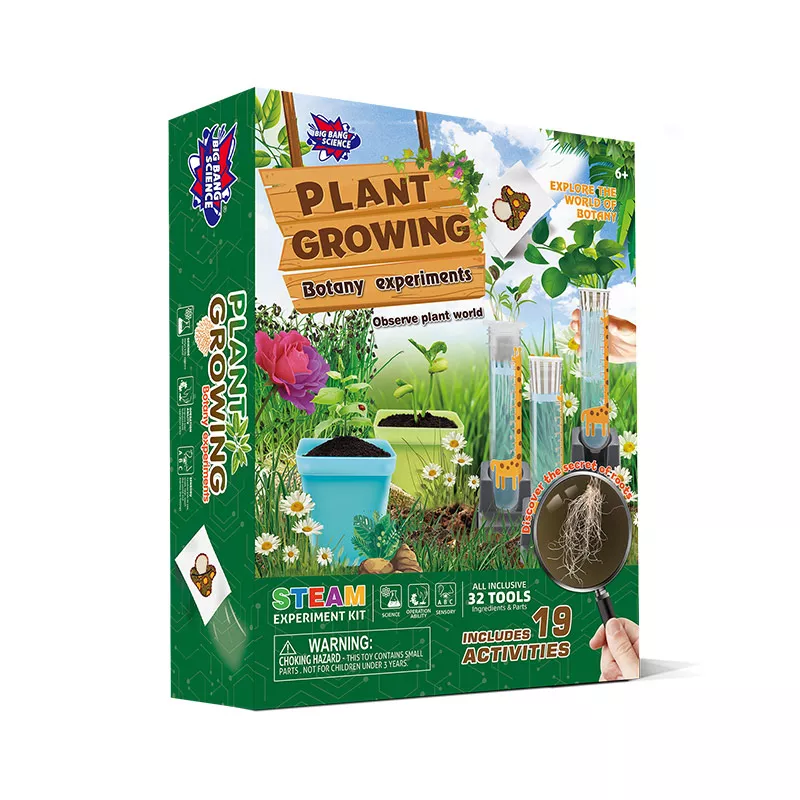 BIG BANG
SCIENCE
®
PLANT
GROWING
Botany experiments
Observe plant world
6+
EXPLORE THE
WORLD OF
BOTANY
Discover the secret of roots
STEAM
EXPERIMENT KIT
SCIENCE
OPERATION
ABILITY
A B C
SENSORY
ALL INCLUSIVE
32 TOOLS
Ingredients & Parts
INCLUDES 19
ACTIVITIES
WARNING:
CHOKING HAZARD - THIS TOY CONTAINS SMALL
PARTS. NOT FOR CHILDREN UNDER 3 YEARS.
BIG BANG
SCIENCE
®
PLANT
GROWING
Botany experiments
A B C